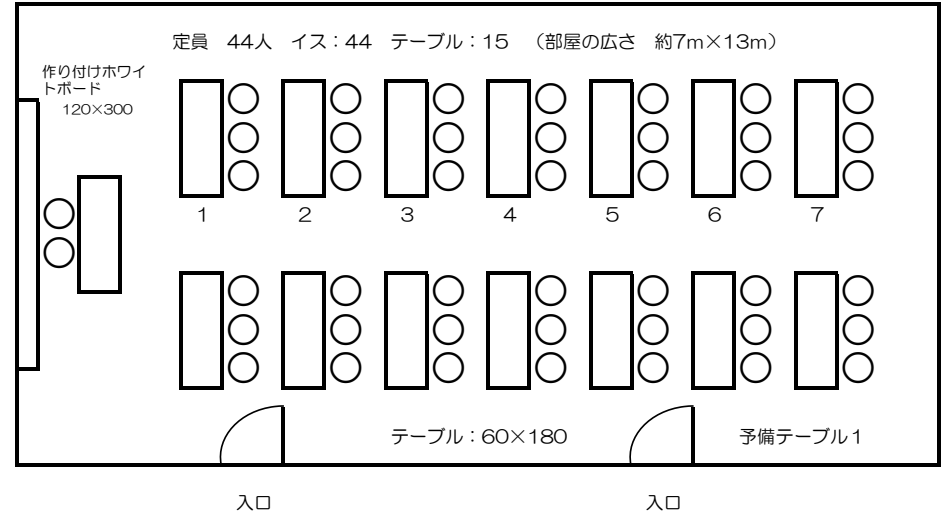 定員　44人　イス：44　テーブル：15　（部屋の広さ　約7m×13m）
作り付けホワイ
トボード
120×300
1　2　3　4　5　6　7
テーブル：60×180　予備テーブル1
入口　入口